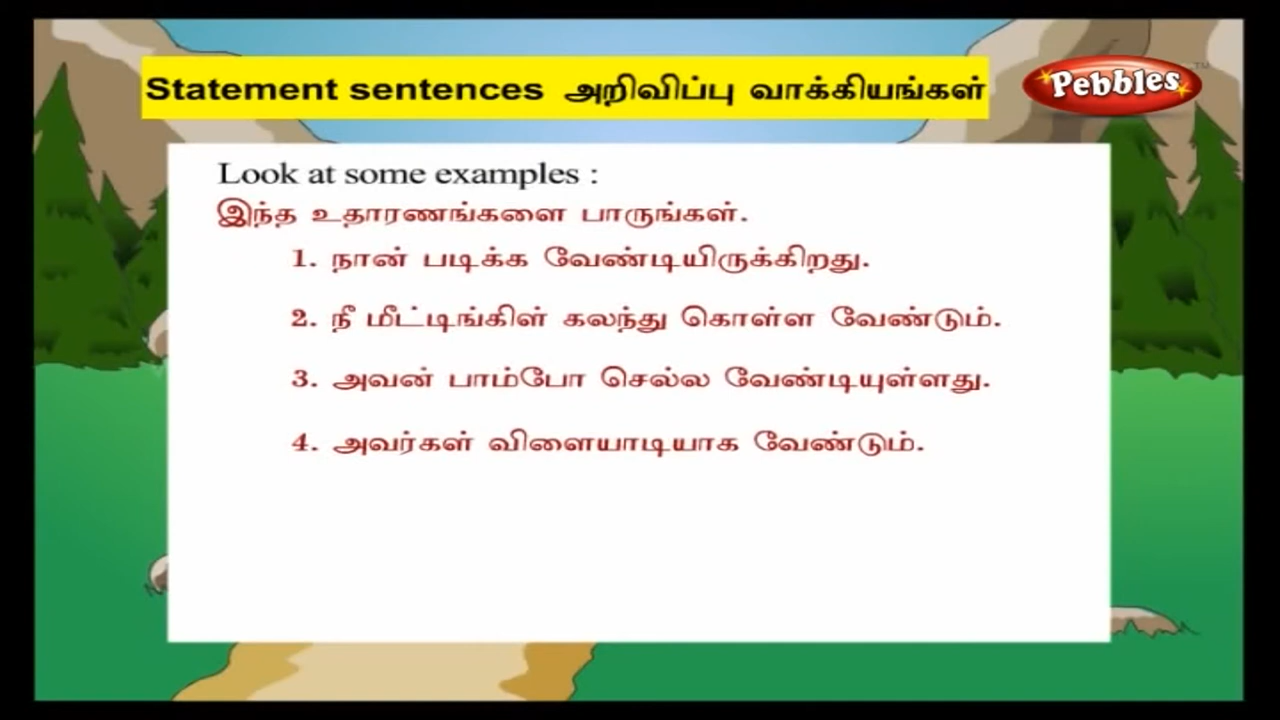 Statement sentences அறிவிப்பு வாக்கியங்கள்
Pebbles™
Look at some examples :
இந்த உதாரணங்களை பாருங்கள்.
1. நான் படிக்க வேண்டியிருக்கிறது.
2. நீ மீட்டிங்கிள் கலந்து கொள்ள வேண்டும்.
3. அவன் பாம்போ செல்ல வேண்டியுள்ளது.
4. அவர்கள் விளையாடியாக வேண்டும்.